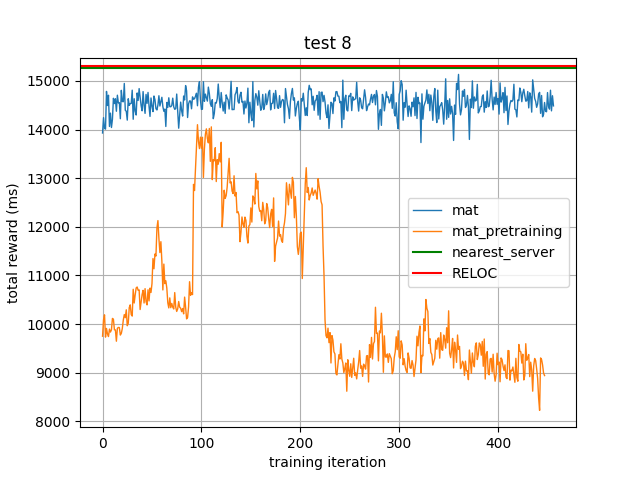 test 8
total reward (ms)
15000
14000
13000
12000
11000
10000
9000
8000
mat
mat_pretraining
nearest_server
RELOC
0 100 200 300 400
training iteration